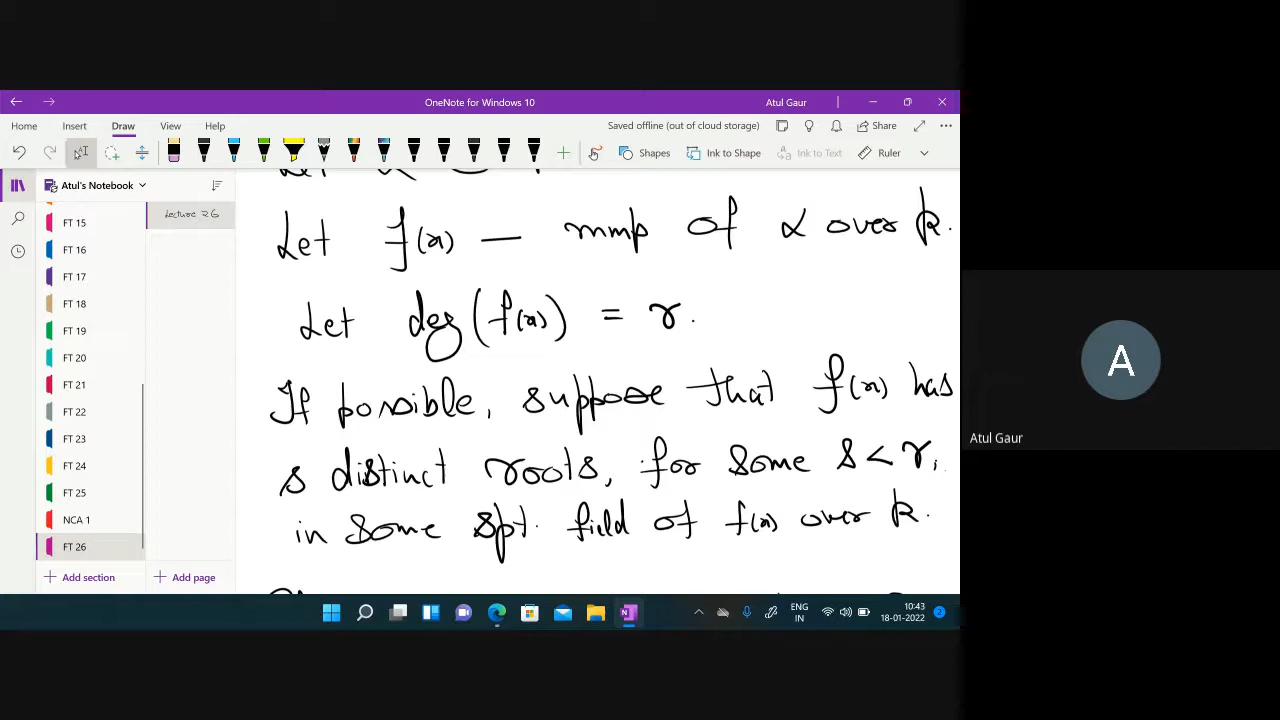 OneNote for Windows 10
Atul Gaur
Home
Insert
Draw
View
Help
Saved offline (out of cloud storage)
Share
Shapes
Ink to Shape
Ink to Text
Ruler
Atul's Notebook
Lecture 26
FT 15
FT 16
FT 17
FT 18
FT 19
FT 20
FT 21
FT 22
FT 23
FT 24
FT 25
NCA 1
FT 26
Add section
Add page
Let f(x) — mmp of α over k.
Let deg(f(x)) = r.
If possible, suppose that f(x) has
s distinct roots, for some s < r,
in some spt. field of f(x) over k.
A
Atul Gaur
ENG
IN
10:43
18-01-2022
2